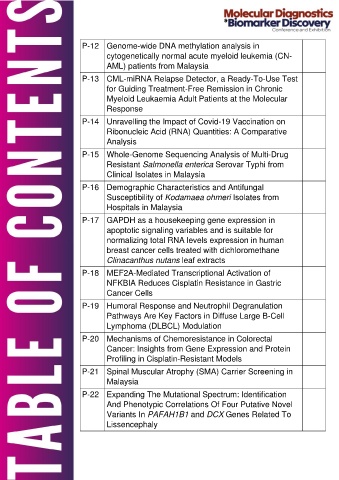 Molecular Diagnostics
& Biomarker Discovery
Conference and Exhibition
TABLE OF CONTENTS
P-12 Genome-wide DNA methylation analysis in
cytogenetically normal acute myeloid leukemia (CN-
AML) patients from Malaysia
P-13 CML-miRNA Relapse Detector, a Ready-To-Use Test
for Guiding Treatment-Free Remission in Chronic
Myeloid Leukaemia Adult Patients at the Molecular
Response
P-14 Unravelling the Impact of Covid-19 Vaccination on
Ribonucleic Acid (RNA) Quantities: A Comparative
Analysis
P-15 Whole-Genome Sequencing Analysis of Multi-Drug
Resistant Salmonella enterica Serovar Typhi from
Clinical Isolates in Malaysia
P-16 Demographic Characteristics and Antifungal
Susceptibility of Kodamaea ohmeri Isolates from
Hospitals in Malaysia
P-17 GAPDH as a housekeeping gene expression in
apoptotic signaling variables and is suitable for
normalizing total RNA levels expression in human
breast cancer cells treated with dichloromethane
Clinacanthus nutans leaf extracts
P-18 MEF2A-Mediated Transcriptional Activation of
NFKBIA Reduces Cisplatin Resistance in Gastric
Cancer Cells
P-19 Humoral Response and Neutrophil Degranulation
Pathways Are Key Factors in Diffuse Large B-Cell
Lymphoma (DLBCL) Modulation
P-20 Mechanisms of Chemoresistance in Colorectal
Cancer: Insights from Gene Expression and Protein
Profiling in Cisplatin-Resistant Models
P-21 Spinal Muscular Atrophy (SMA) Carrier Screening in
Malaysia
P-22 Expanding The Mutational Spectrum: Identification
And Phenotypic Correlations Of Four Putative Novel
Variants In PAFAH1B1 and DCX Genes Related To
Lissencephaly